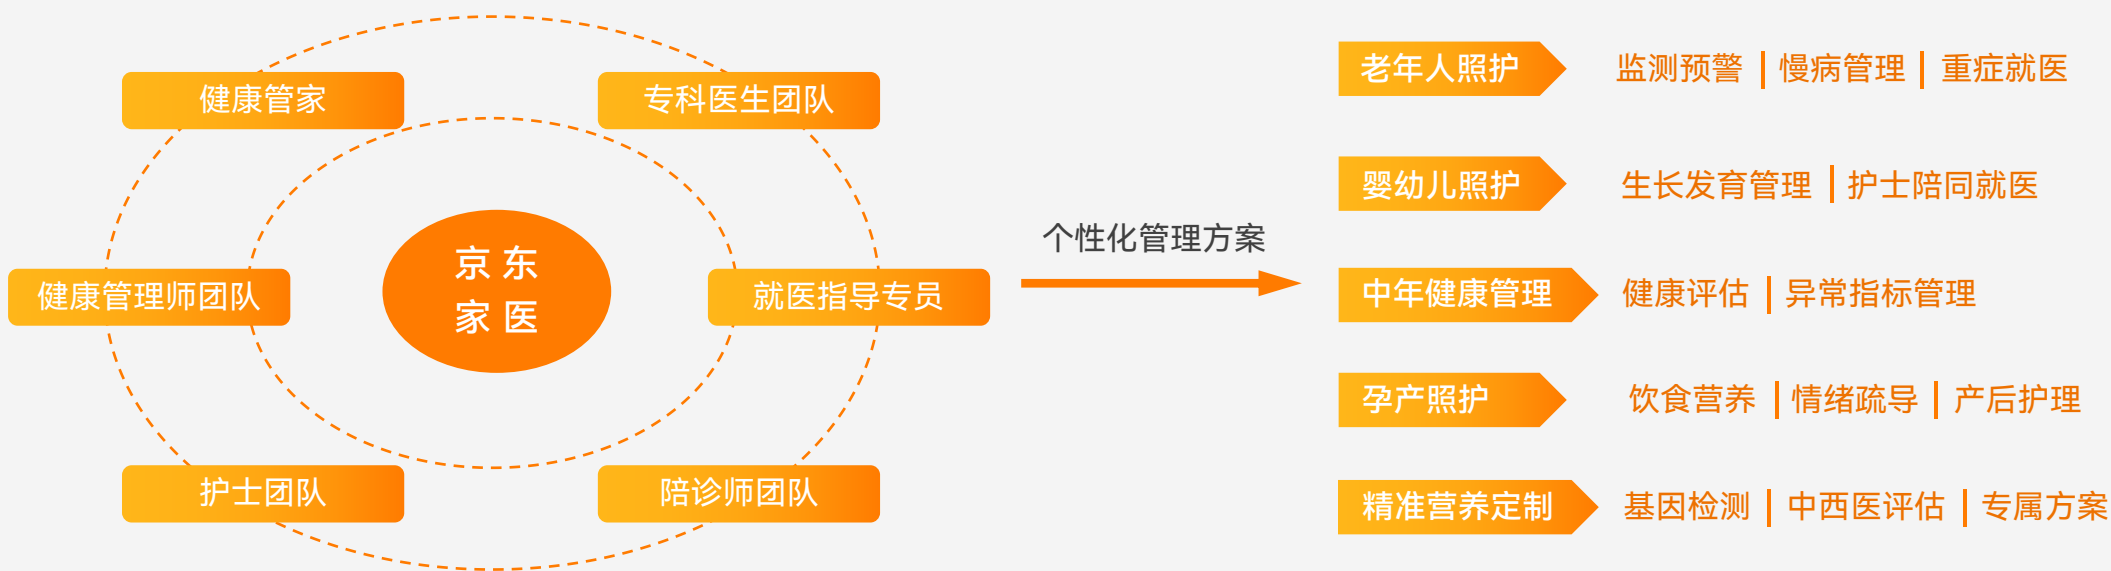 健康管家
专科医生团队
京东
家医
健康管理师团队
就医指导专员
护士团队
陪诊师团队
个性化管理方案
老年人照护 监测预警 | 慢病管理 | 重症就医
婴幼儿照护 生长发育管理 | 护士陪同就医
中年健康管理 健康评估 | 异常指标管理
孕产照护 饮食营养 | 情绪疏导 | 产后护理
精准营养定制 基因检测 | 中西医评估 | 专属方案